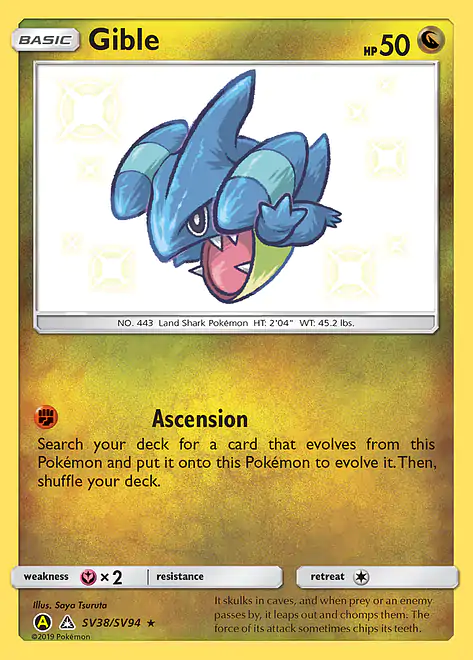 BASIC Gible HP 50
NO. 443 Land Shark Pokémon HT: 2'04" WT: 45.2 lbs.
Ascension
Search your deck for a card that evolves from this
Pokémon and put it onto this Pokémon to evolve it. Then,
shuffle your deck.
weakness × 2 resistance retreat
Illus. Saya Tsuruta
A SV38/SV94 ★
©2019 Pokémon
It skulks in caves, and when prey or an enemy
passes by, it leaps out and chomps them. The
force of its attack sometimes chips its teeth.